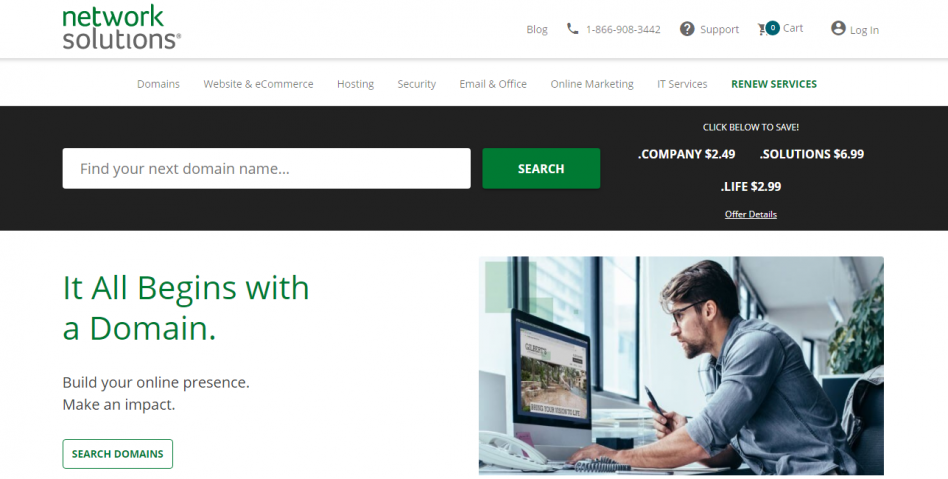 network
solutions®
Blog
1-866-908-3442
Support
0
Cart
Log In
Domains
Website & eCommerce
Hosting
Security
Email & Office
Online Marketing
IT Services
RENEW SERVICES
CLICK BELOW TO SAVE!
Find your next domain name...
SEARCH
.COMPANY $2.49
.SOLUTIONS $6.99
.LIFE $2.99
Offer Details
It All Begins with
a Domain.
Build your online presence.
Make an impact.
SEARCH DOMAINS
GILBERT'S
BRING YOUR VISION TO LIFE